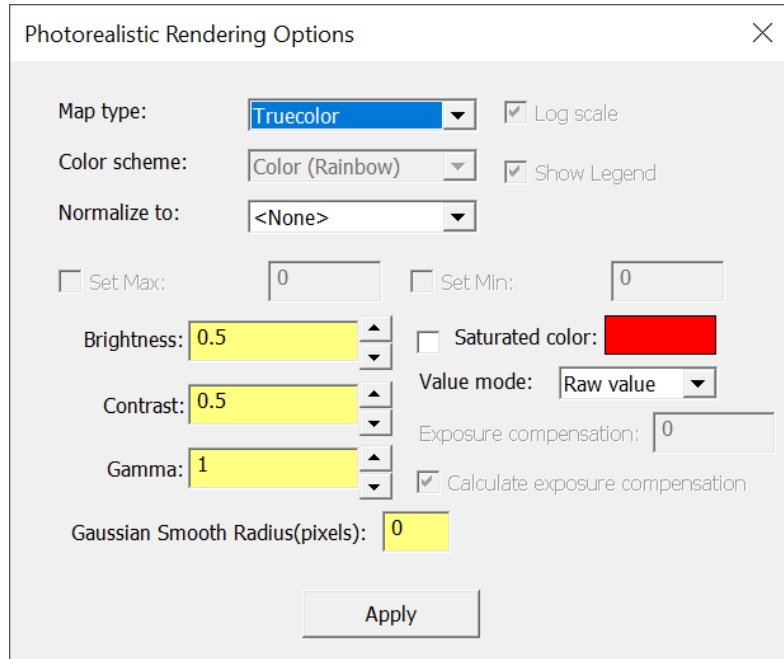 Photorealistic Rendering Options
Map type: Truecolor Log scale
Color scheme: Color (Rainbow) Show Legend
Normalize to: <None>
Set Max: 0 Set Min: 0
Brightness: 0.5 Saturated color:
Value mode: Raw value
Contrast: 0.5
Exposure compensation: 0
Gamma: 1
Calculate exposure compensation
Gaussian Smooth Radius(pixels): 0
Apply